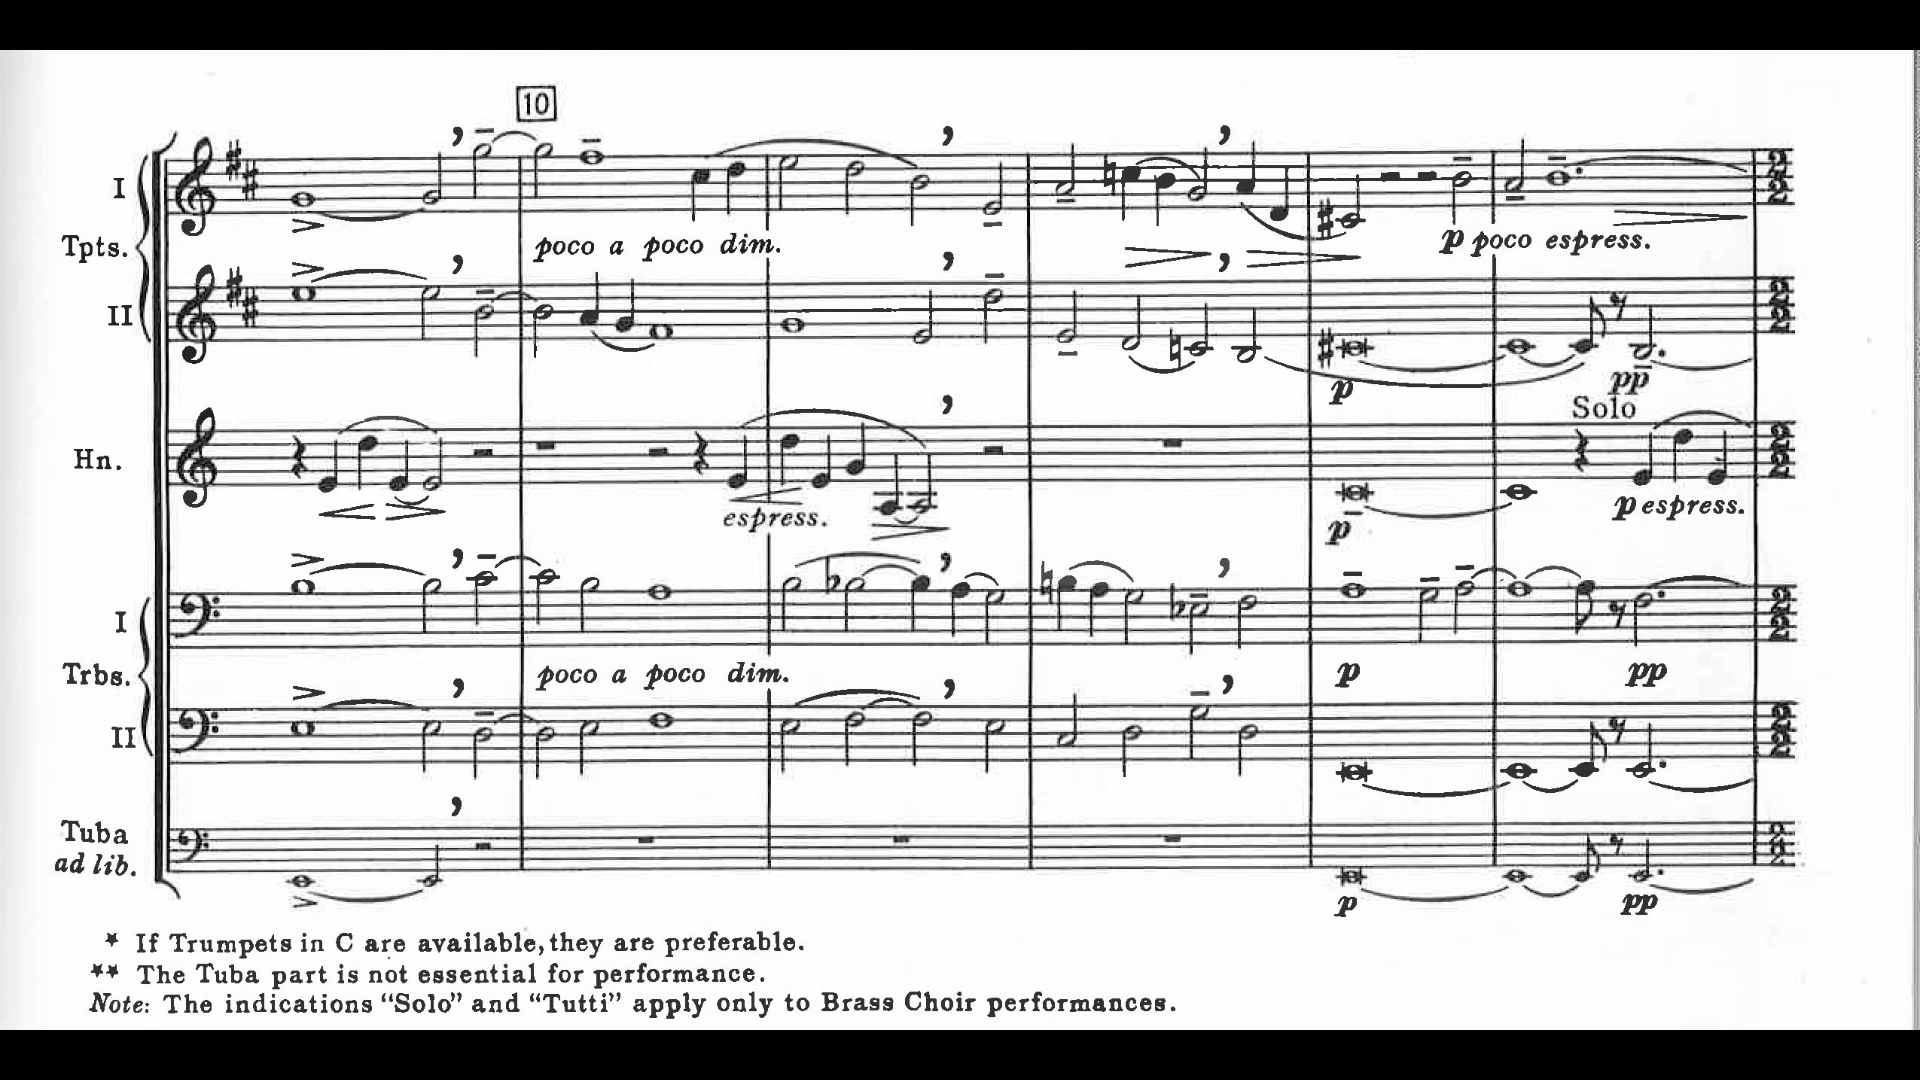 10
I
Tpts.
poco a poco dim.
p poco espress.
II
p
pp
Solo
Hn.
espress.
p
p espress.
I
Trbs.
poco a poco dim.
p
pp
II
Tuba
ad lib.
p
pp
* If Trumpets in C are available, they are preferable.
** The Tuba part is not essential for performance.
Note: The indications “Solo” and “Tutti” apply only to Brass Choir performances.